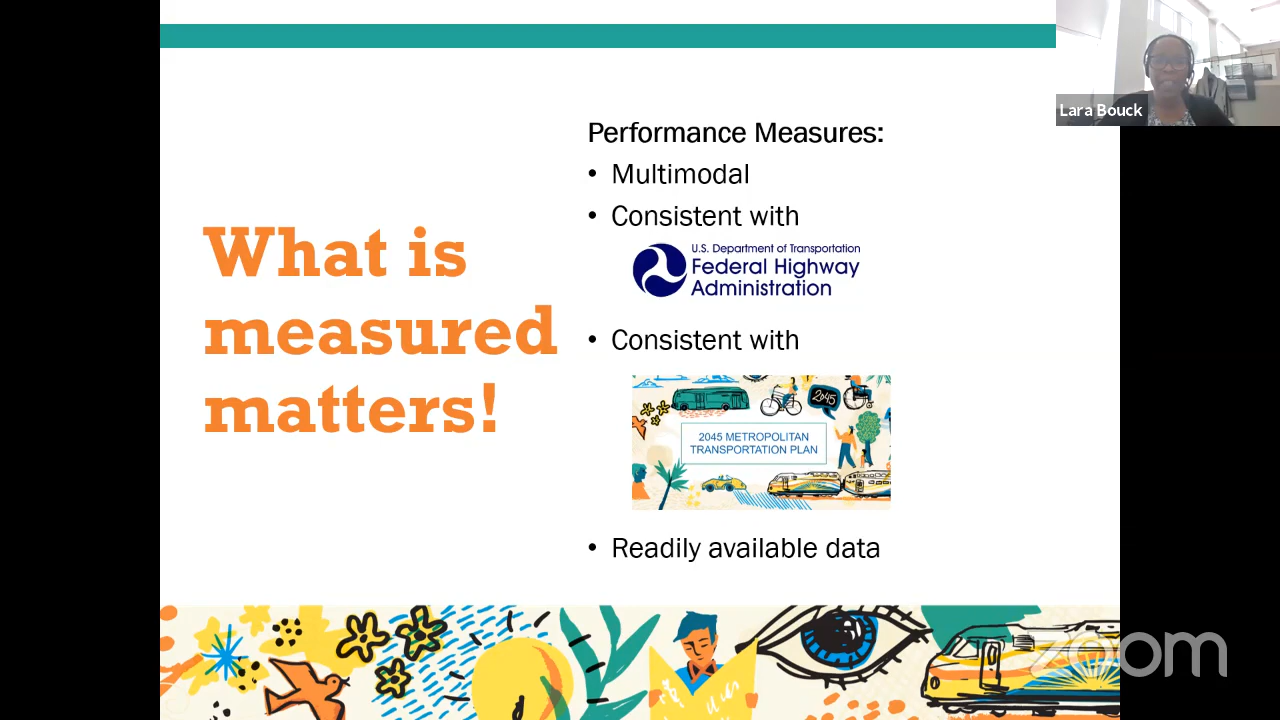 Lara Bouck
What is
measured
matters!
Performance Measures:
• Multimodal
• Consistent with
U.S. Department of Transportation
Federal Highway
Administration
• Consistent with
2045
2045 METROPOLITAN
TRANSPORTATION PLAN
• Readily available data
zoom